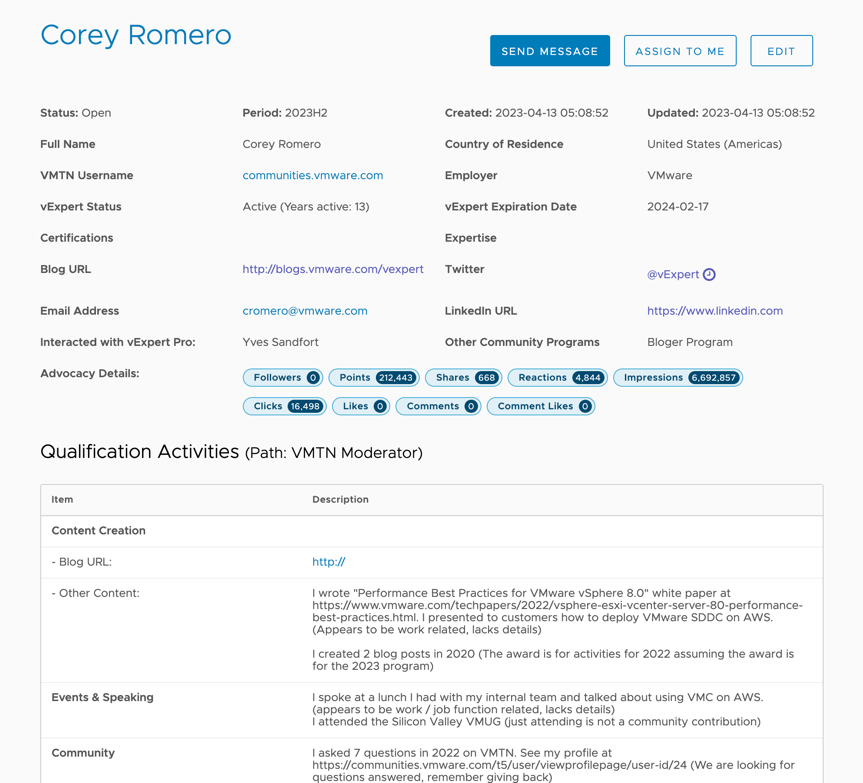 Corey Romero
SEND MESSAGE
ASSIGN TO ME
EDIT
Status: Open
Period: 2023H2
Created: 2023-04-13 05:08:52
Updated: 2023-04-13 05:08:52
Full Name
Corey Romero
Country of Residence
United States (Americas)
VMTN Username
communities.vmware.com
Employer
VMware
vExpert Status
Active (Years active: 13)
vExpert Expiration Date
2024-02-17
Certifications
Expertise
Blog URL
http://blogs.vmware.com/vexpert
Twitter
@vExpert
Email Address
cromero@vmware.com
LinkedIn URL
https://www.linkedin.com
Interacted with vExpert Pro:
Yves Sandfort
Other Community Programs
Bloger Program
Advocacy Details:
Followers 0
Points 212,443
Shares 668
Reactions 4,844
Impressions 6,692,857
Clicks 16,498
Likes 0
Comments 0
Comment Likes 0
Qualification Activities (Path: VMTN Moderator)
Item
Description
Content Creation
- Blog URL:
http://
- Other Content:
I wrote "Performance Best Practices for VMware vSphere 8.0" white paper at
https://www.vmware.com/techpapers/2022/vsphere-esxi-vcenter-server-80-performance-
best-practices.html. I presented to customers how to deploy VMware SDDC on AWS.
(Appears to be work related, lacks details)
I created 2 blog posts in 2020 (The award is for activities for 2022 assuming the award is
for the 2023 program)
Events & Speaking
I spoke at a lunch I had with my internal team and talked about using VMC on AWS.
(appears to be work / job function related, lacks details)
I attended the Silicon Valley VMUG (just attending is not a community contribution)
Community
I asked 7 questions in 2022 on VMTN. See my profile at
https://communities.vmware.com/t5/user/viewprofilepage/user-id/24 (We are looking for
questions answered, remember giving back)